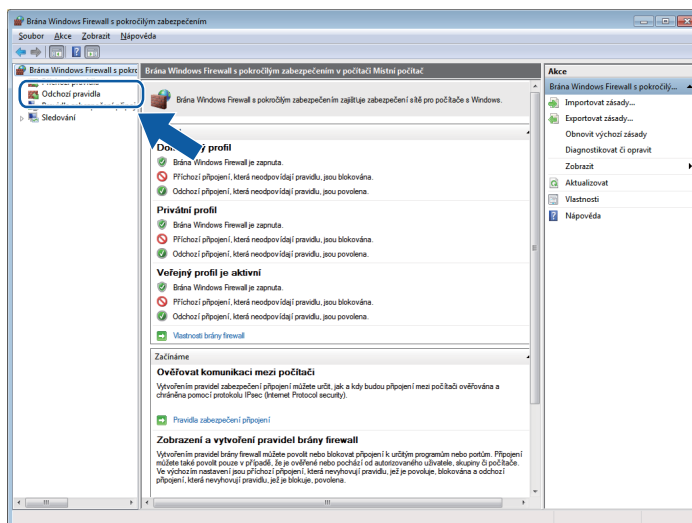 Brána Windows Firewall s pokročilým zabezpečením
Soubor Akce Zobrazit Nápověda
Brána Windows Firewall s pokrc
Odchozí pravidla
Sledování
Brána Windows Firewall s pokročilým zabezpečením v počítači Místní počítač
Brána Windows Firewall s pokročilým zabezpečením zajišťuje zabezpečení sítě pro počítače s Windows.
profil
Brána Windows Firewall je zapnuta.
Příchozí připojení, která neodpovídají pravidlu, jsou blokována.
Odchozí připojení, která neodpovídají pravidlu, jsou povolena.
Privátní profil
Brána Windows Firewall je zapnuta.
Příchozí připojení, která neodpovídají pravidlu, jsou blokována.
Odchozí připojení, která neodpovídají pravidlu, jsou povolena.
Veřejný profil je aktivní
Brána Windows Firewall je zapnuta.
Příchozí připojení, která neodpovídají pravidlu, jsou blokována.
Odchozí připojení, která neodpovídají pravidlu, jsou povolena.
Vlastnosti brány firewall
Začínáme
Ověřovat komunikaci mezi počítači
Vytvořením pravidel zabezpečení připojení můžete určit, jak a kdy budou připojení mezi počítači ověřována a
chráněna pomocí protokolu IPsec (Internet Protocol security).
Pravidla zabezpečení připojení
Zobrazení a vytvoření pravidel brány firewall
Vytvořením pravidel brány firewall můžete povolit nebo blokovat připojení k určitým programům nebo portům. Připojení
můžete také povolit pouze v případě, že je ověřené nebo pochází od autorizovaného uživatele, skupiny či počítače.
Ve výchozím nastavení jsou příchozí připojení, která nevyhovují pravidlu, jež je povoluje, blokována a odchozí
připojení, která nevyhovují pravidlu, jež je blokuje, povolena.
Akce
Brána Windows Firewall s pokročilý...
Importovat zásady...
Exportovat zásady...
Obnovit výchozí zásady
Diagnostikovat či opravit
Zobrazit
Aktualizovat
Vlastnosti
Nápověda